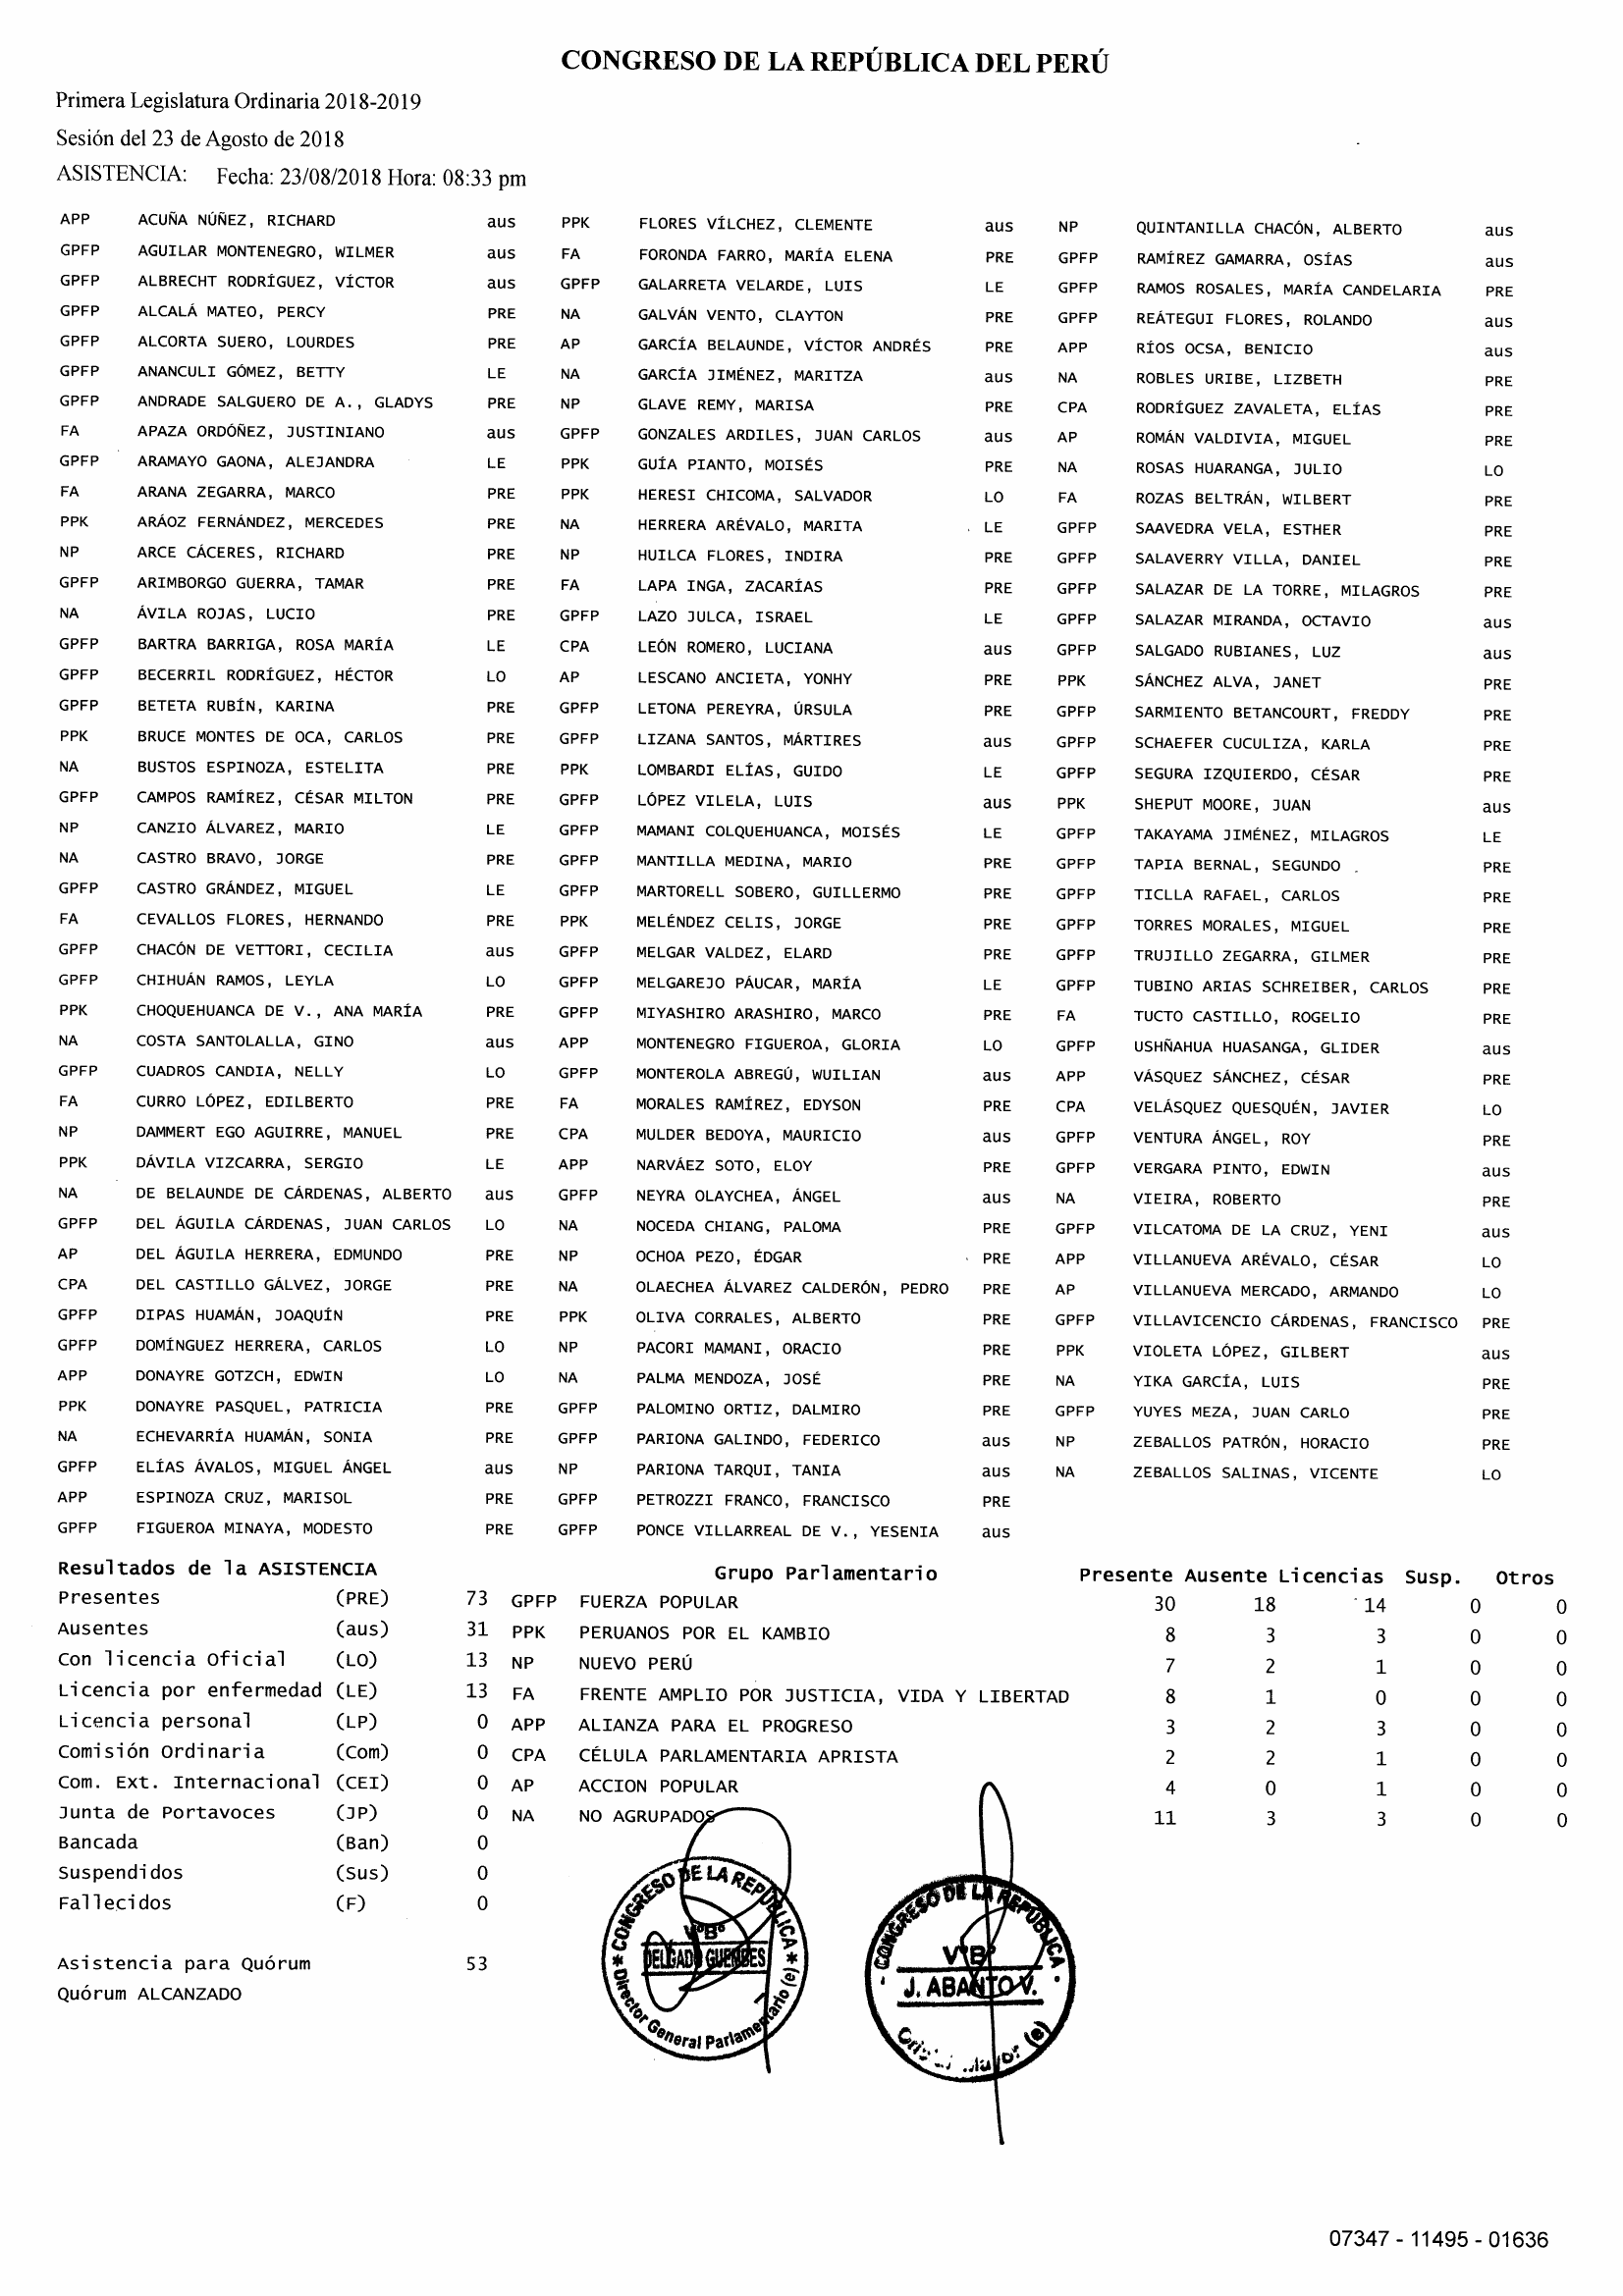 CONGRESO DE LA REPÚBLICA DEL PERÚ
Primera Legislatura Ordinaria 2018-2019
Sesión del 23 de Agosto de 2018
ASISTENCIA: Fecha: 23/08/2018 Hora: 08:33 pm
APP ACUÑA NÚÑEZ, RICHARD aus PPK FLORES VÍLCHEZ, CLEMENTE aus NP QUINTANILLA CHACÓN, ALBERTO aus
GPFP AGUILAR MONTENEGRO, WILMER aus FA FORONDA FARRO, MARÍA ELENA PRE GPFP RAMÍREZ GAMARRA, OSÍAS aus
GPFP ALBRECHT RODRÍGUEZ, VÍCTOR aus GPFP GALARRETA VELARDE, LUIS LE GPFP RAMOS ROSALES, MARÍA CANDELARIA PRE
GPFP ALCALÁ MATEO, PERCY PRE NA GALVÁN VENTO, CLAYTON PRE GPFP REÁTEGUI FLORES, ROLANDO aus
GPFP ALCORTA SUERO, LOURDES PRE AP GARCÍA BELAUNDE, VÍCTOR ANDRÉS PRE APP RÍOS OCSA, BENICIO aus
GPFP ANANCULI GÓMEZ, BETTY LE NA GARCÍA JIMÉNEZ, MARITZA aus NA ROBLES URIBE, LIZBETH PRE
GPFP ANDRADE SALGUERO DE A., GLADYS PRE NP GLAVE REMY, MARISA PRE CPA RODRÍGUEZ ZAVALETA, ELÍAS PRE
FA APAZA ORDÓÑEZ, JUSTINIANO aus GPFP GONZALES ARDILES, JUAN CARLOS aus AP ROMÁN VALDIVIA, MIGUEL PRE
GPFP ARAMAYO GAONA, ALEJANDRA LE PPK GUÍA PIANTO, MOISÉS PRE NA ROSAS HUARANGA, JULIO LO
FA ARANA ZEGARRA, MARCO PRE PPK HERESI CHICOMA, SALVADOR LO FA ROZAS BELTRÁN, WILBERT PRE
PPK ARÁOZ FERNÁNDEZ, MERCEDES PRE NA HERRERA ARÉVALO, MARITA LE GPFP SAAVEDRA VELA, ESTHER PRE
NP ARCE CÁCERES, RICHARD PRE NP HUILCA FLORES, INDIRA PRE GPFP SALAVERRY VILLA, DANIEL PRE
GPFP ARIMBORGO GUERRA, TAMAR PRE FA LAPA INGA, ZACARÍAS PRE GPFP SALAZAR DE LA TORRE, MILAGROS PRE
NA ÁVILA ROJAS, LUCIO PRE GPFP LAZO JULCA, ISRAEL LE GPFP SALAZAR MIRANDA, OCTAVIO aus
GPFP BARTRA BARRIGA, ROSA MARÍA LE CPA LEÓN ROMERO, LUCIANA aus GPFP SALGADO RUBIANES, LUZ aus
GPFP BECERRIL RODRÍGUEZ, HÉCTOR LO AP LESCANO ANCIETA, YONHY PRE PPK SÁNCHEZ ALVA, JANET PRE
GPFP BETETA RUBÍN, KARINA PRE GPFP LETONA PEREYRA, ÚRSULA PRE GPFP SARMIENTO BETANCOURT, FREDDY PRE
PPK BRUCE MONTES DE OCA, CARLOS PRE GPFP LIZANA SANTOS, MÁRTIRES aus GPFP SCHAEFER CUCULIZA, KARLA PRE
NA BUSTOS ESPINOZA, ESTELITA PRE PPK LOMBARDI ELÍAS, GUIDO LE GPFP SEGURA IZQUIERDO, CÉSAR PRE
GPFP CAMPOS RAMÍREZ, CÉSAR MILTON PRE GPFP LÓPEZ VILELA, LUIS aus PPK SHEPUT MOORE, JUAN aus
NP CANZIO ÁLVAREZ, MARIO LE GPFP MAMANI COLQUEHUANCA, MOISÉS LE GPFP TAKAYAMA JIMÉNEZ, MILAGROS LE
NA CASTRO BRAVO, JORGE PRE GPFP MANTILLA MEDINA, MARIO PRE GPFP TAPIA BERNAL, SEGUNDO PRE
GPFP CASTRO GRÁNDEZ, MIGUEL LE GPFP MARTORELL SOBERO, GUILLERMO PRE GPFP TICLLA RAFAEL, CARLOS PRE
FA CEVALLOS FLORES, HERNANDO PRE PPK MELÉNDEZ CELIS, JORGE PRE GPFP TORRES MORALES, MIGUEL PRE
GPFP CHACÓN DE VETTORI, CECILIA aus GPFP MELGAR VALDEZ, ELARD PRE GPFP TRUJILLO ZEGARRA, GILMER PRE
GPFP CHIHUÁN RAMOS, LEYLA LO GPFP MELGAREJO PÁUCAR, MARÍA LE GPFP TUBINO ARIAS SCHREIBER, CARLOS PRE
PPK CHOQUEHUANCA DE V., ANA MARÍA PRE GPFP MIYASHIRO ARASHIRO, MARCO PRE FA TUCTO CASTILLO, ROGELIO PRE
NA COSTA SANTOLALLA, GINO aus APP MONTENEGRO FIGUEROA, GLORIA LO GPFP USHÑAHUA HUASANGA, GLIDER aus
GPFP CUADROS CANDIA, NELLY LO GPFP MONTEROLA ABREGÚ, WUILIAN aus APP VÁSQUEZ SÁNCHEZ, CÉSAR PRE
FA CURRO LÓPEZ, EDILBERTO PRE FA MORALES RAMÍREZ, EDYSON PRE CPA VELÁSQUEZ QUESQUÉN, JAVIER LO
NP DAMMERT EGO AGUIRRE, MANUEL PRE CPA MULDER BEDOYA, MAURICIO aus GPFP VENTURA ÁNGEL, ROY PRE
PPK DÁVILA VIZCARRA, SERGIO LE APP NARVÁEZ SOTO, ELOY PRE GPFP VERGARA PINTO, EDWIN aus
NA DE BELAUNDE DE CÁRDENAS, ALBERTO aus GPFP NEYRA OLAYCHEA, ÁNGEL aus NA VIEIRA, ROBERTO PRE
GPFP DEL ÁGUILA CÁRDENAS, JUAN CARLOS LO NA NOCEDA CHIANG, PALOMA PRE GPFP VILCATOMA DE LA CRUZ, YENI aus
AP DEL ÁGUILA HERRERA, EDMUNDO PRE NP OCHOA PEZO, ÉDGAR PRE APP VILLANUEVA ARÉVALO, CÉSAR LO
CPA DEL CASTILLO GÁLVEZ, JORGE PRE NA OLAECHEA ÁLVAREZ CALDERÓN, PEDRO PRE AP VILLANUEVA MERCADO, ARMANDO LO
GPFP DIPAS HUAMÁN, JOAQUÍN PRE PPK OLIVA CORRALES, ALBERTO PRE GPFP VILLAVICENCIO CÁRDENAS, FRANCISCO PRE
GPFP DOMÍNGUEZ HERRERA, CARLOS LO NP PACORI MAMANI, ORACIO PRE PPK VIOLETA LÓPEZ, GILBERT aus
APP DONAYRE GOTZCH, EDWIN LO NA PALMA MENDOZA, JOSÉ PRE NA YIKA GARCÍA, LUIS PRE
PPK DONAYRE PASQUEL, PATRICIA PRE GPFP PALOMINO ORTIZ, DALMIRO PRE GPFP YUYES MEZA, JUAN CARLO PRE
NA ECHEVARRÍA HUAMÁN, SONIA PRE GPFP PARIONA GALINDO, FEDERICO aus NP ZEBALLOS PATRÓN, HORACIO PRE
GPFP ELÍAS ÁVALOS, MIGUEL ÁNGEL aus NP PARIONA TARQUI, TANIA aus NA ZEBALLOS SALINAS, VICENTE LO
APP ESPINOZA CRUZ, MARISOL PRE GPFP PETROZZI FRANCO, FRANCISCO PRE
GPFP FIGUEROA MINAYA, MODESTO PRE GPFP PONCE VILLARREAL DE V., YESENIA aus
Resultados de la ASISTENCIA Grupo Parlamentario Presente Ausente Licencias Susp. Otros
Presentes (PRE) 73 GPFP FUERZA POPULAR 30 18 14 0 0
Ausentes (aus) 31 PPK PERUANOS POR EL KAMBIO 8 3 3 0 0
Con licencia Oficial (LO) 13 NP NUEVO PERÚ 7 2 1 0 0
Licencia por enfermedad (LE) 13 FA FRENTE AMPLIO POR JUSTICIA, VIDA Y LIBERTAD 8 1 0 0 0
Licencia personal (LP) 0 APP ALIANZA PARA EL PROGRESO 3 2 3 0 0
Comisión Ordinaria (Com) 0 CPA CÉLULA PARLAMENTARIA APRISTA 2 2 1 0 0
Com. Ext. Internacional (CEI) 0 AP ACCION POPULAR 4 0 1 0 0
Junta de Portavoces (JP) 0 NA NO AGRUPADOS 11 3 3 0 0
Bancada (Ban) 0
Suspendidos (Sus) 0
Fallecidos (F) 0
Asistencia para Quórum 53
Quórum ALCANZADO
CONGRESO DE LA REPÚBLICA
V°B°
DELGADO GUEMBES
Director General Parlamentario (e)
CONGRESO DE LA REPÚBLICA
V°B°
J. ABANTO V.
(e)
07347 - 11495 - 01636